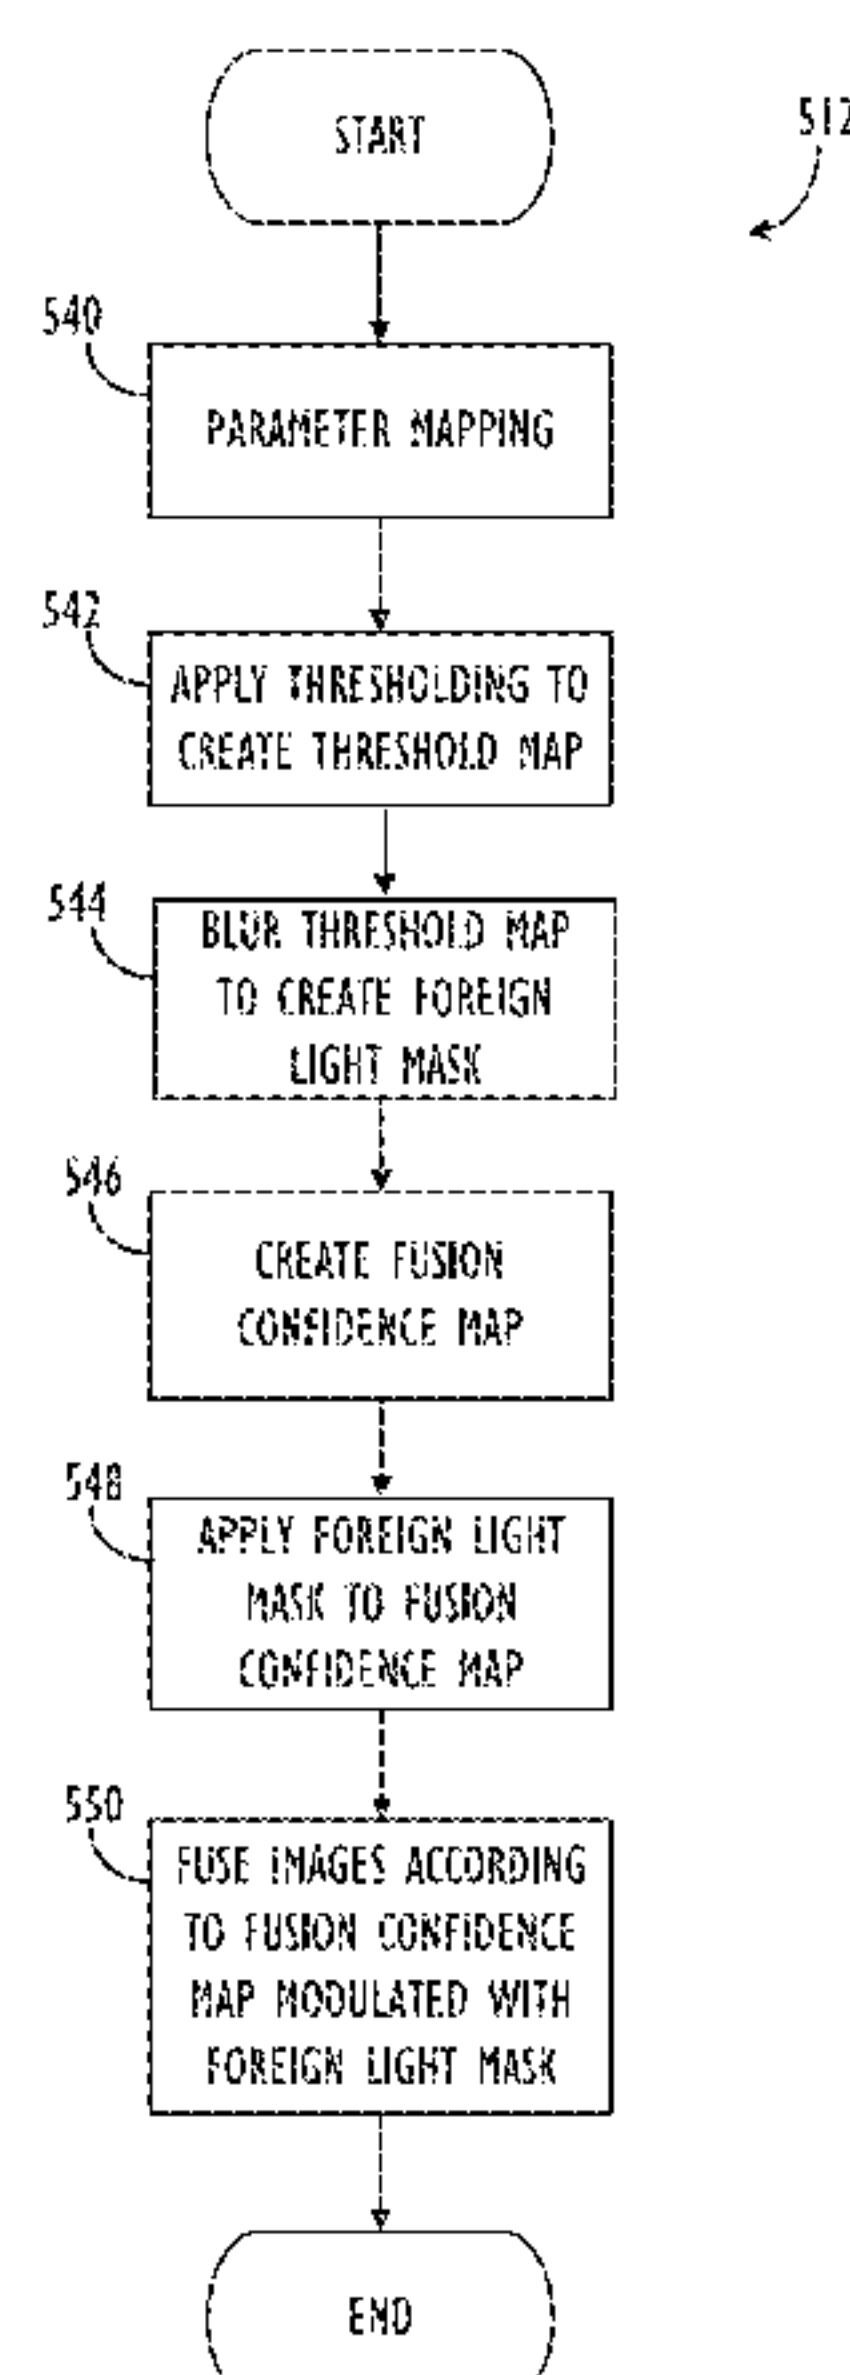 START
512
540
PARAMETER MAPPING
542
APPLY THRESHOLDING TO
CREATE THRESHOLD MAP
544
BLUR THRESHOLD MAP
TO CREATE FOREIGN
LIGHT MASK
546
CREATE FUSION
CONFIDENCE MAP
548
APPLY FOREIGN LIGHT
MASK TO FUSION
CONFIDENCE MAP
550
FUSE IMAGES ACCORDING
TO FUSION CONFIDENCE
MAP MODULATED WITH
FOREIGN LIGHT MASK
END